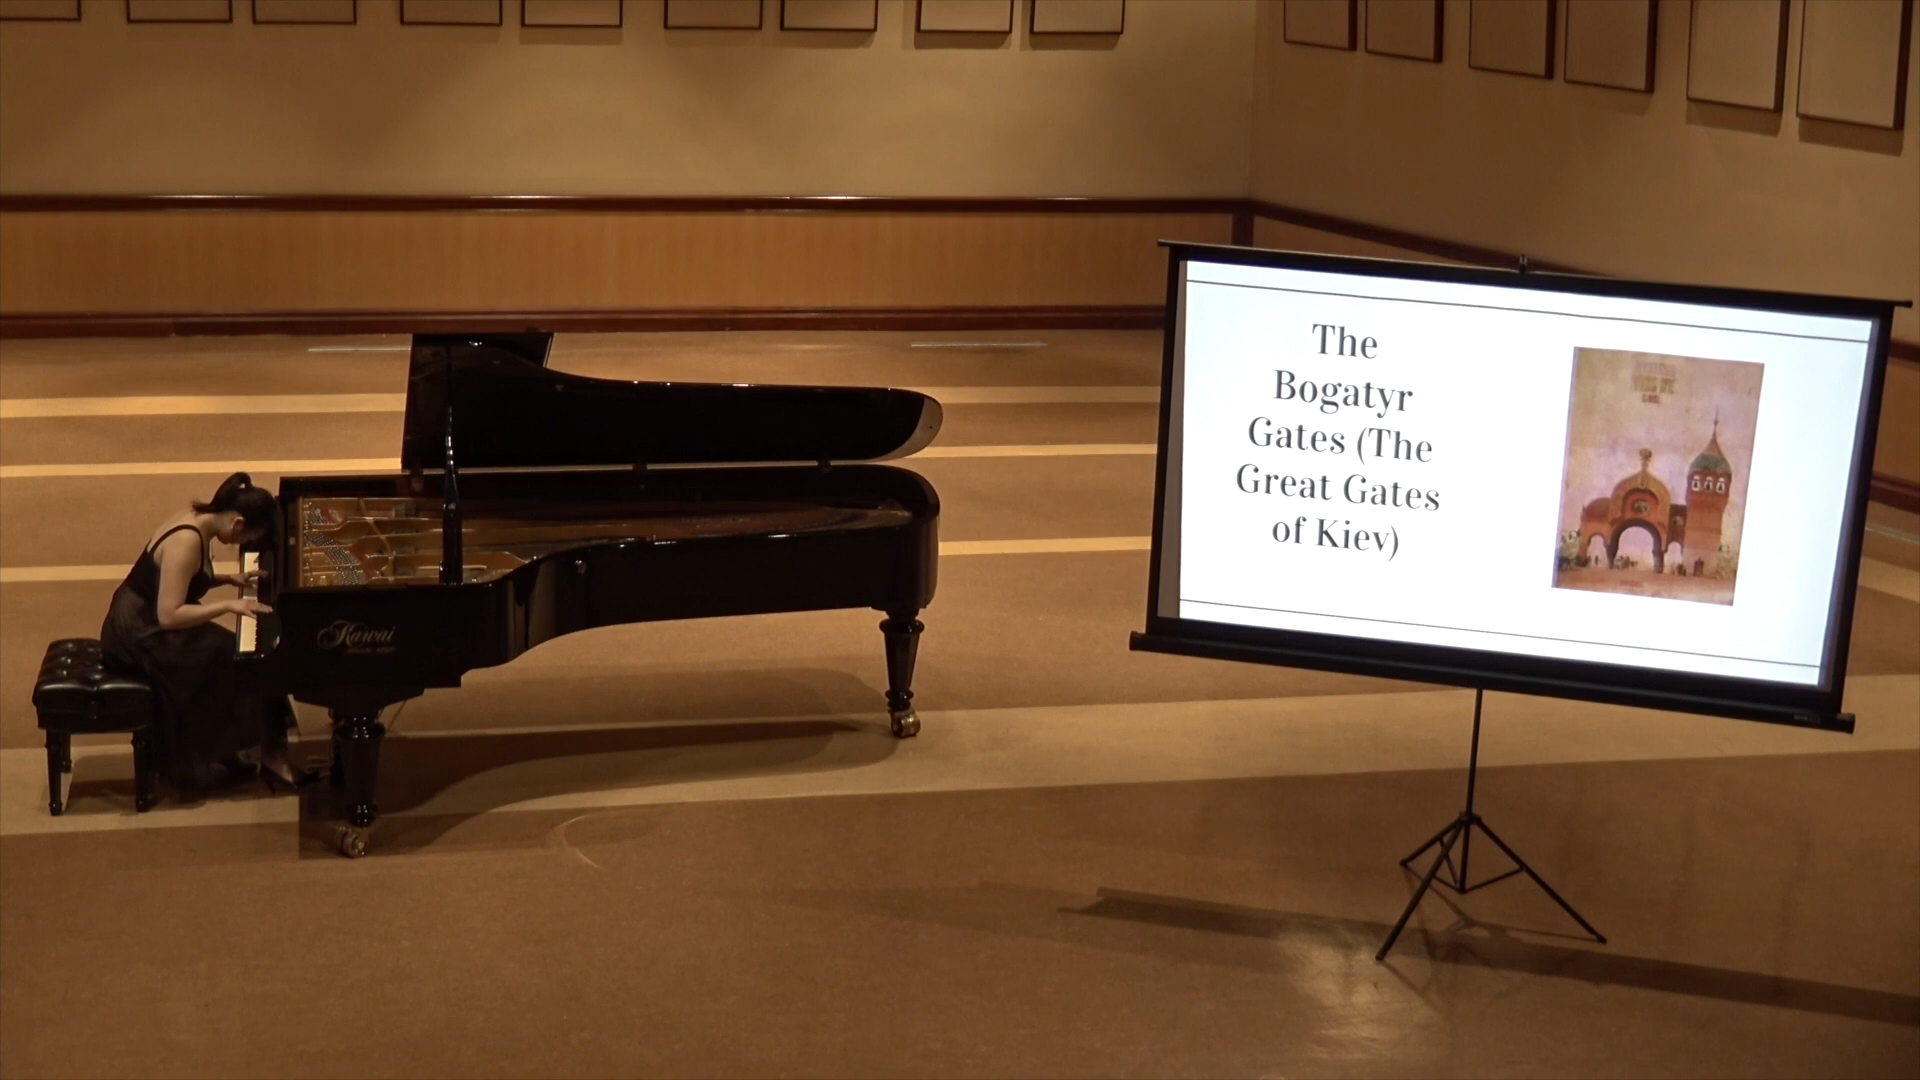 Kawai
The
Bogatyr
Gates (The
Great Gates
of Kiev)